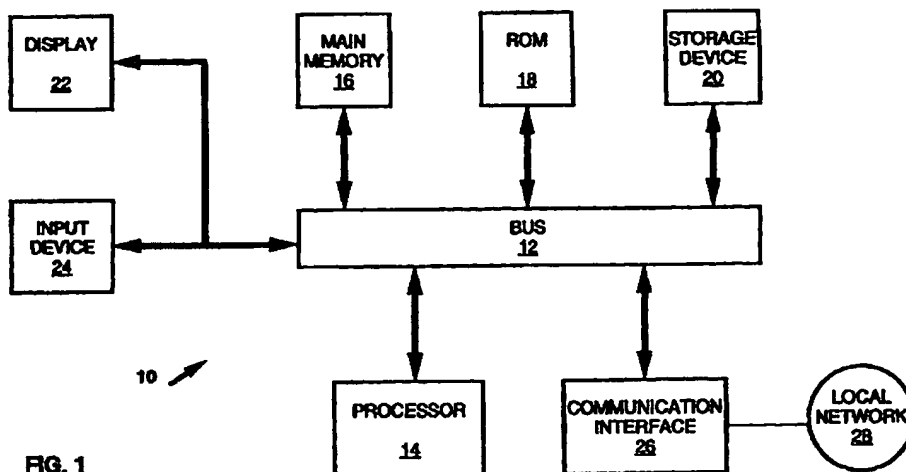 DISPLAY
22
MAIN
MEMORY
16
ROM
18
STORAGE
DEVICE
20
INPUT
DEVICE
24
BUS
12
10
PROCESSOR
14
COMMUNICATION
INTERFACE
26
LOCAL
NETWORK
28
FIG. 1